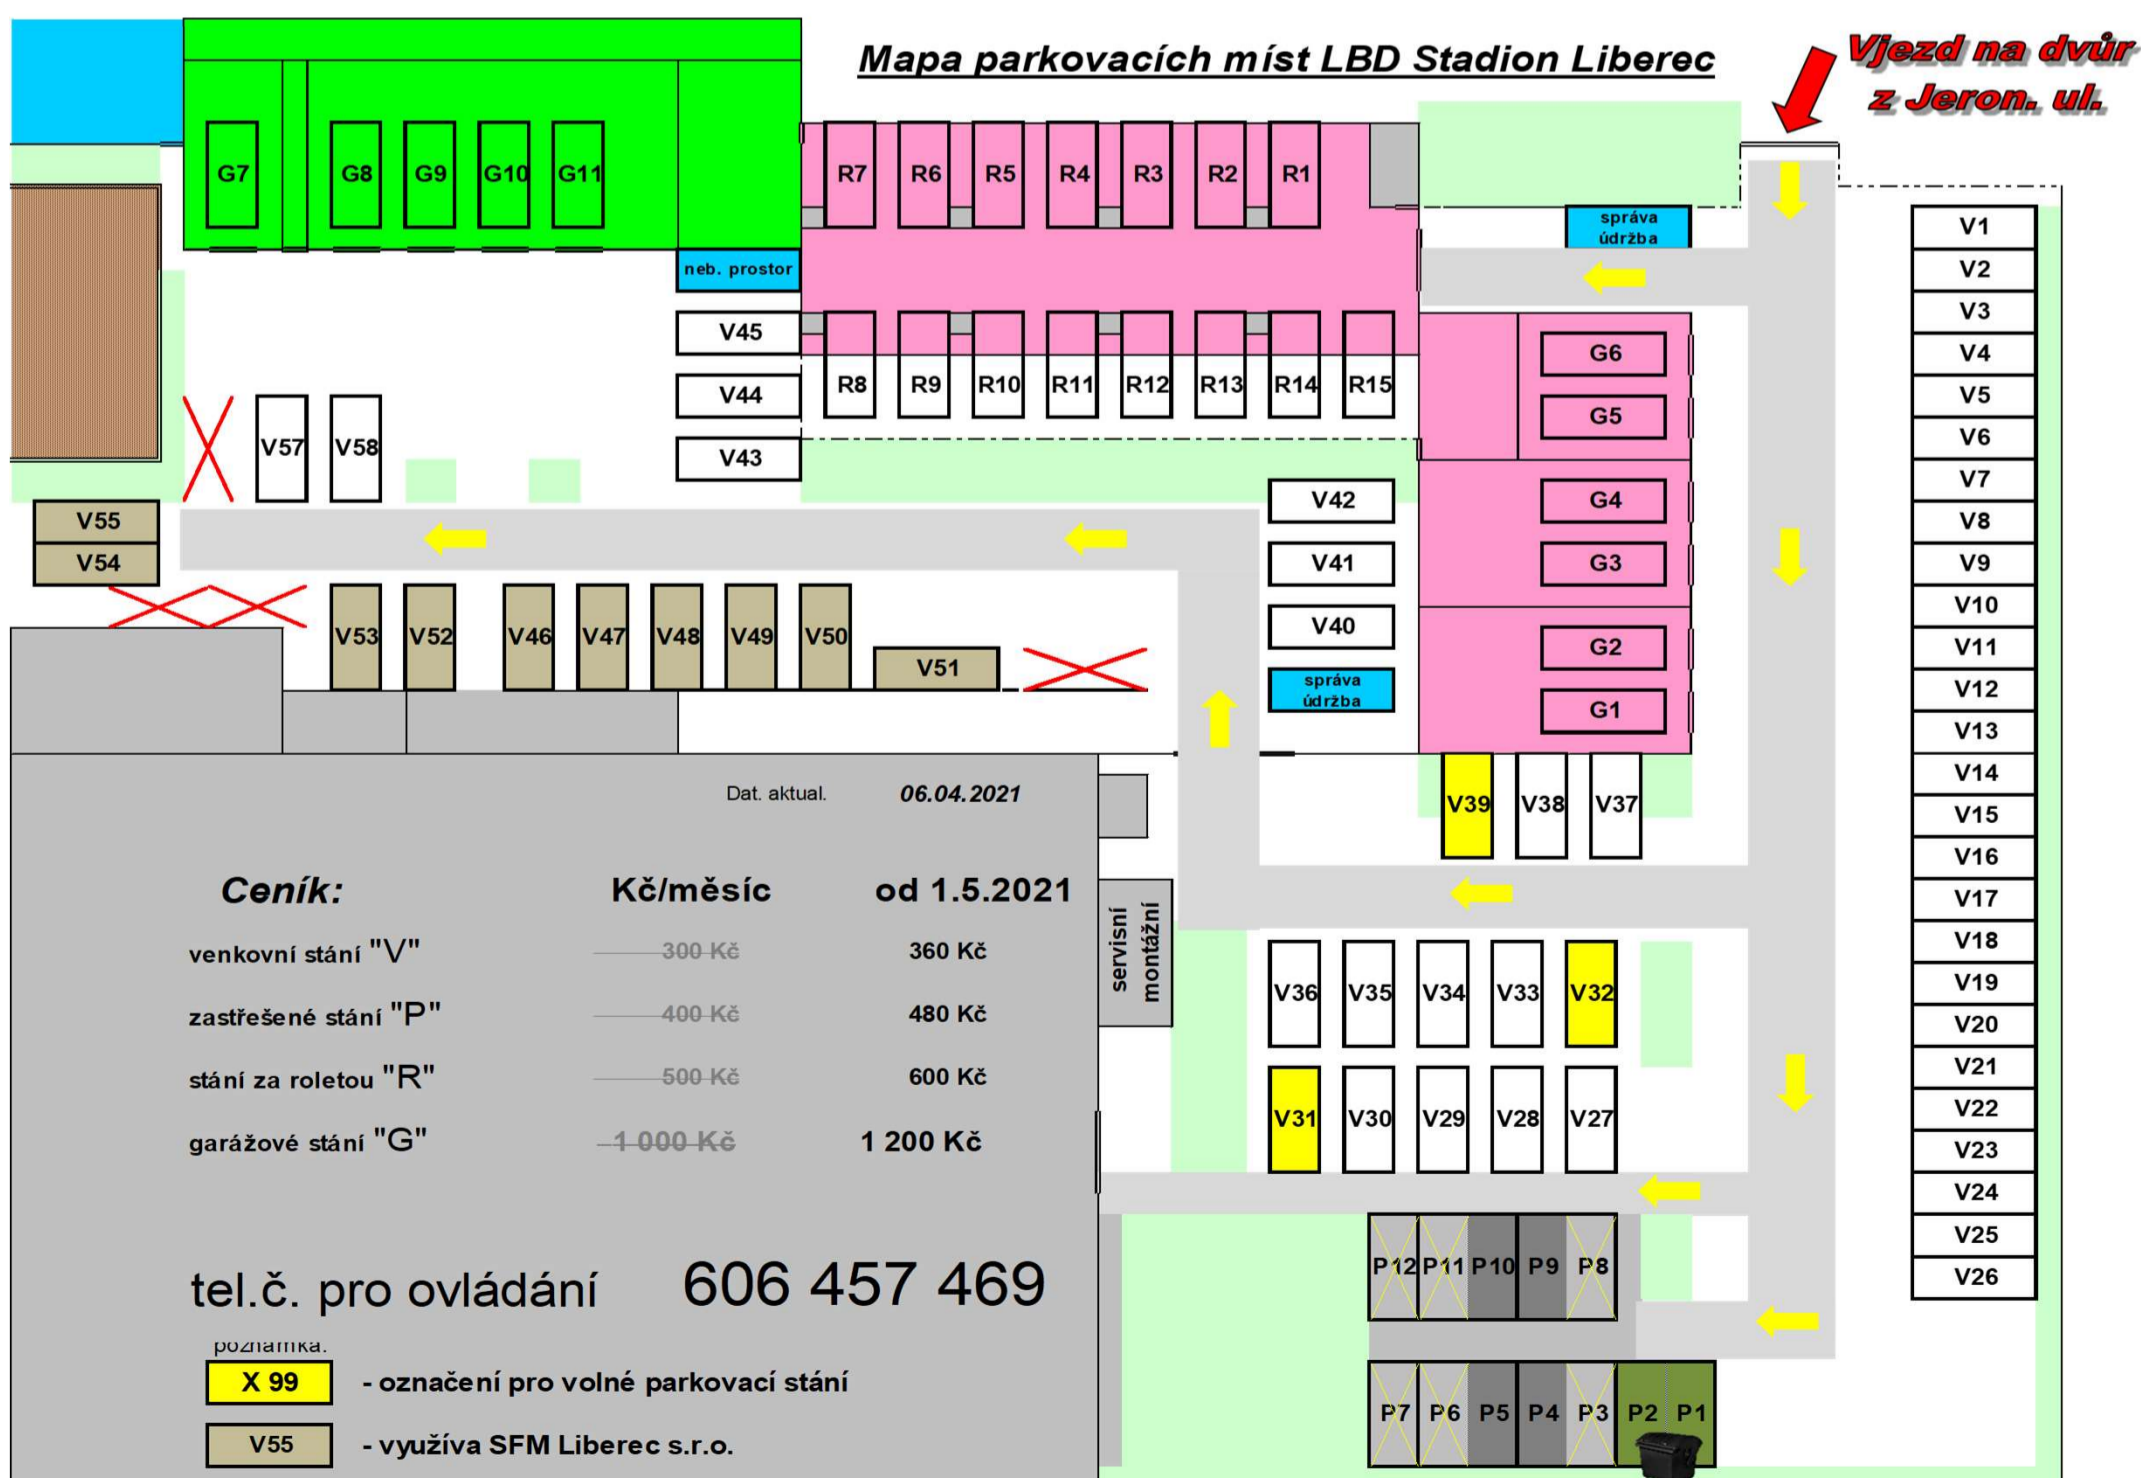 Mapa parkovacích míst LBD Stadion Liberec
Vjezd na dvůr
z Jeron. ul.
G7 G8 G9 G10 G11
R7 R6 R5 R4 R3 R2 R1
správa
údržba
neb. prostor
V45
V44
V43
R8 R9 R10 R11 R12 R13 R14 R15
G6
G5
G4
G3
G2
G1
V1
V2
V3
V4
V5
V6
V7
V8
V9
V10
V11
V12
V13
V14
V15
V16
V17
V18
V19
V20
V21
V22
V23
V24
V25
V26
V57 V58
V55
V54
V42
V41
V40
správa
údržba
V53 V52 V46 V47 V48 V49 V50
V51
V39 V38 V37
Dat. aktual. 06.04.2021
Ceník: Kč/měsíc od 1.5.2021
venkovní stání "V" 300 Kč 360 Kč
zastřešené stání "P" 400 Kč 480 Kč
stání za roletou "R" 500 Kč 600 Kč
garážové stání "G" 1 000 Kč 1 200 Kč
servisní
montážní
V36 V35 V34 V33 V32
V31 V30 V29 V28 V27
P12 P11 P10 P9 P8
P7 P6 P5 P4 P3 P2 P1
tel.č. pro ovládání 606 457 469
poznámka:
X 99 - označení pro volné parkovací stání
V55 - využíva SFM Liberec s.r.o.